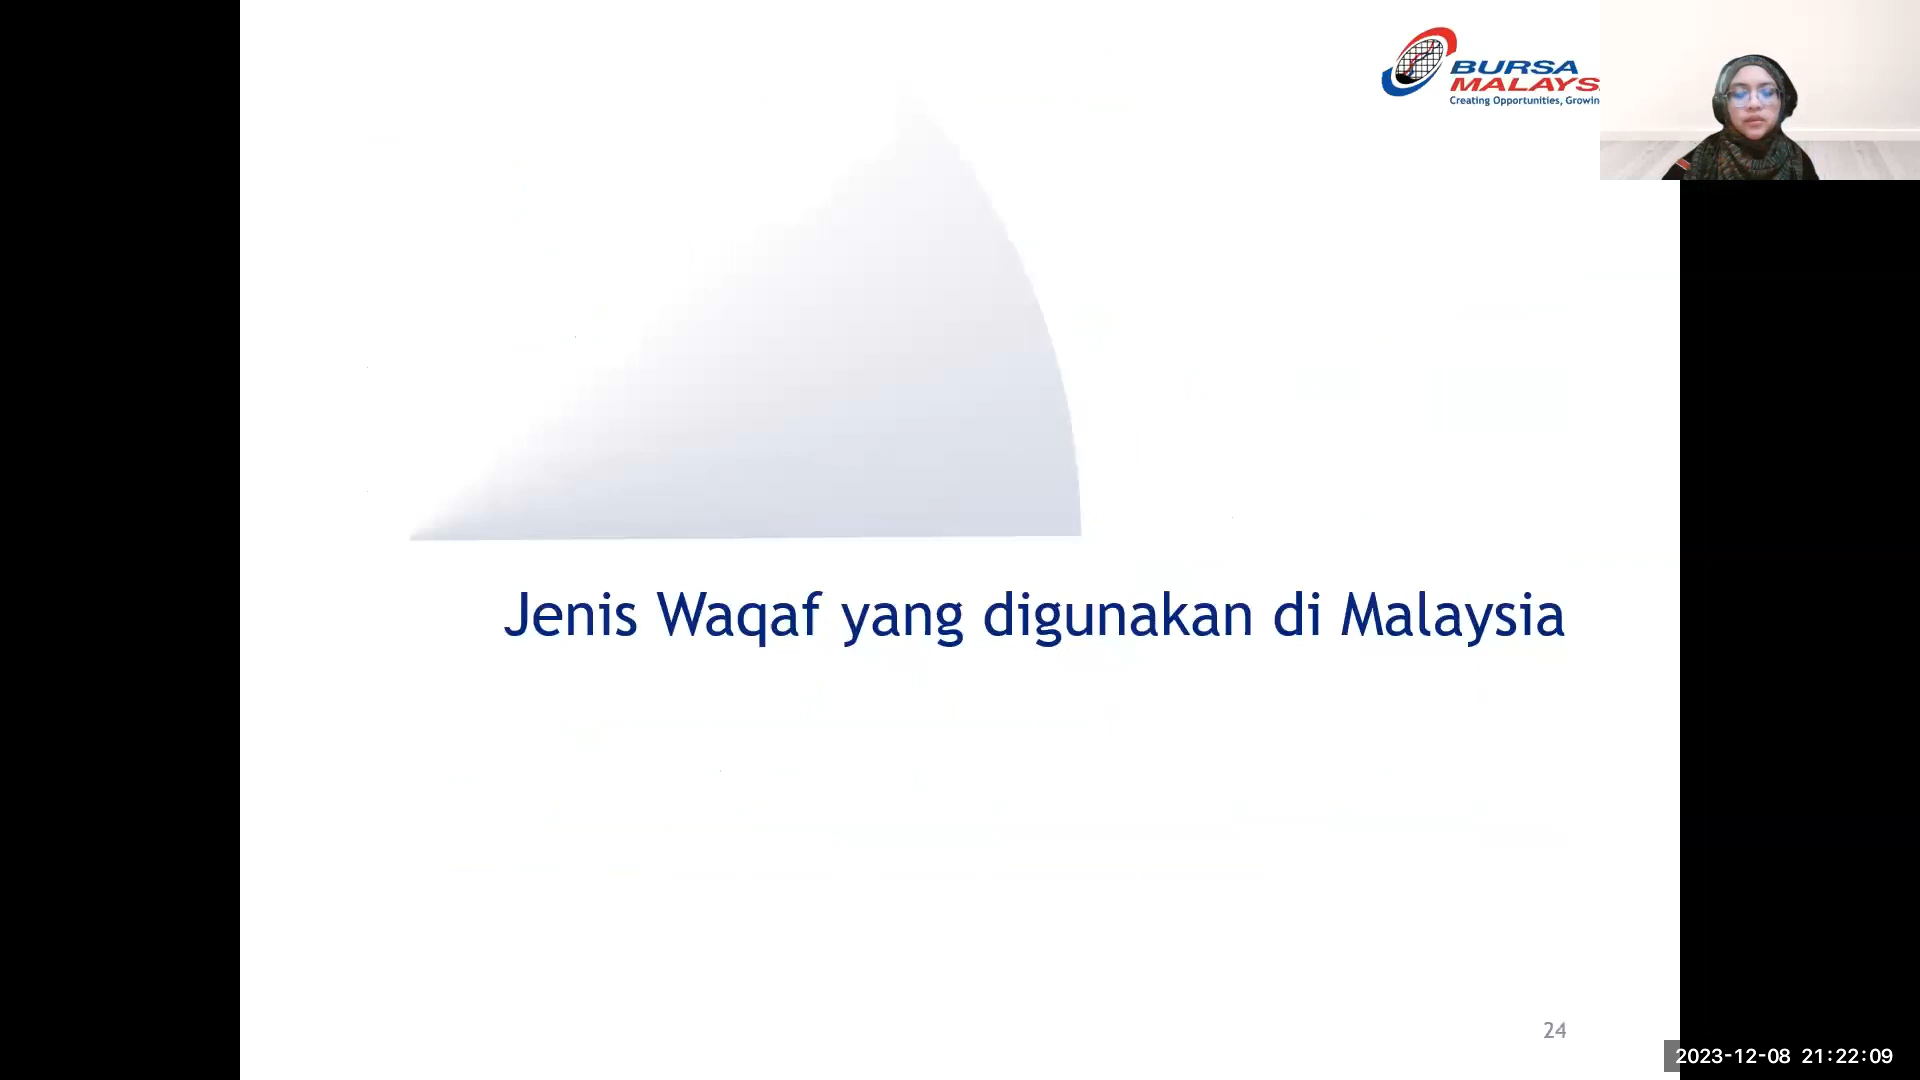 BURSA
MALAYS
Creating Opportunities, Growin
Jenis Waqaf yang digunakan di Malaysia
24
2023-12-08 21:22:09